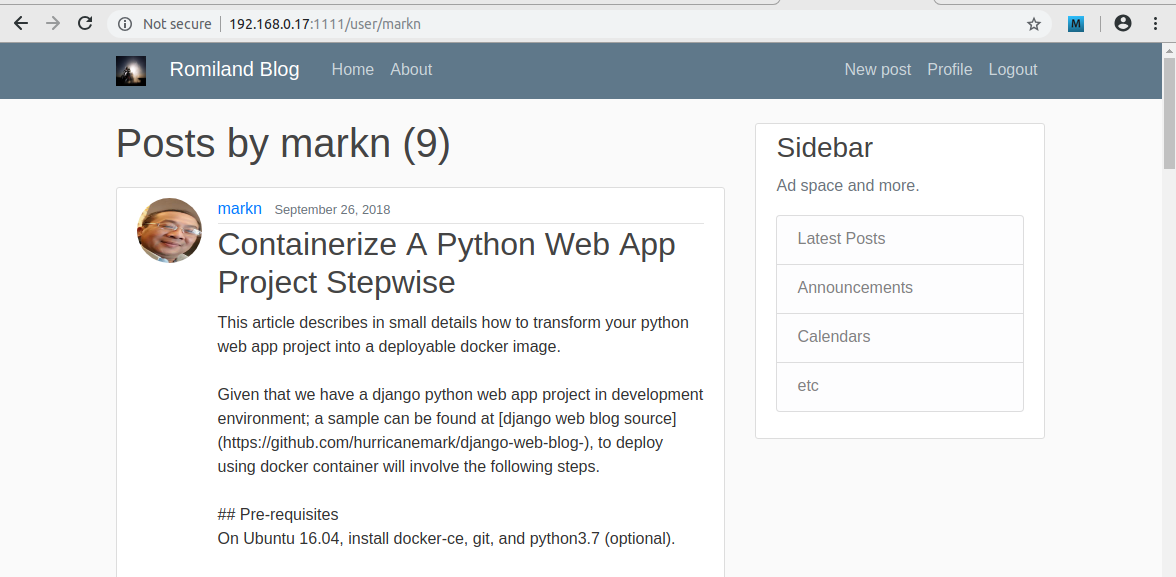 Not secure 192.168.0.17:1111/user/markn M
Romiland Blog Home About New post Profile Logout
Posts by markn (9)
markn September 26, 2018
Containerize A Python Web App
Project Stepwise
This article describes in small details how to transform your python
web app project into a deployable docker image.
Given that we have a django python web app project in development
environment; a sample can be found at [django web blog source]
(https://github.com/hurricanemark/django-web-blog-), to deploy
using docker container will involve the following steps.
## Pre-requisites
On Ubuntu 16.04, install docker-ce, git, and python3.7 (optional).
Sidebar
Ad space and more.
Latest Posts
Announcements
Calendars
etc